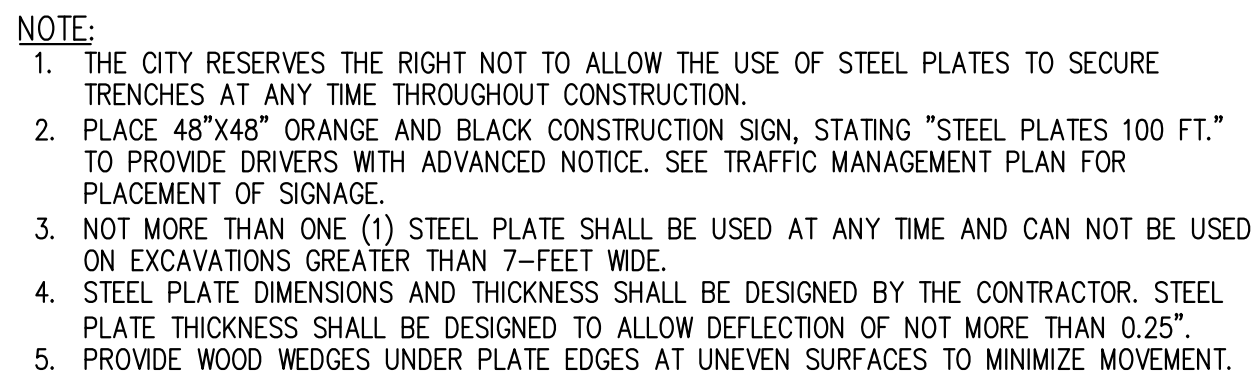 NOTE:
1. THE CITY RESERVES THE RIGHT NOT TO ALLOW THE USE OF STEEL PLATES TO SECURE
TRENCHES AT ANY TIME THROUGHOUT CONSTRUCTION.
2. PLACE 48"X48" ORANGE AND BLACK CONSTRUCTION SIGN, STATING "STEEL PLATES 100 FT."
TO PROVIDE DRIVERS WITH ADVANCED NOTICE. SEE TRAFFIC MANAGEMENT PLAN FOR
PLACEMENT OF SIGNAGE.
3. NOT MORE THAN ONE (1) STEEL PLATE SHALL BE USED AT ANY TIME AND CAN NOT BE USED
ON EXCAVATIONS GREATER THAN 7-FEET WIDE.
4. STEEL PLATE DIMENSIONS AND THICKNESS SHALL BE DESIGNED BY THE CONTRACTOR. STEEL
PLATE THICKNESS SHALL BE DESIGNED TO ALLOW DEFLECTION OF NOT MORE THAN 0.25".
5. PROVIDE WOOD WEDGES UNDER PLATE EDGES AT UNEVEN SURFACES TO MINIMIZE MOVEMENT.